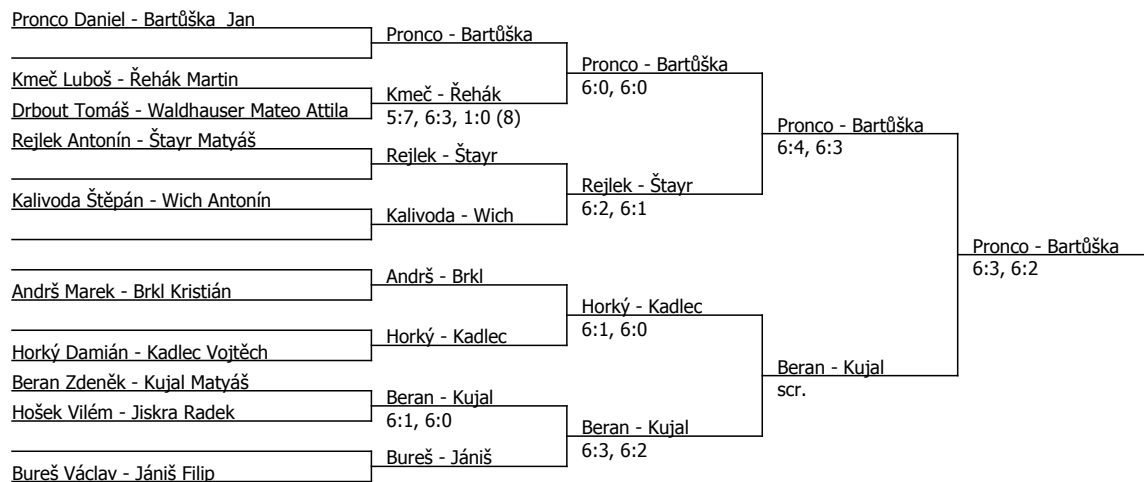 Pronco Daniel - Bartůška  Jan
Kmeč Luboš - Řehák Martin
Drbout Tomáš - Waldhauser Mateo Attila
Rejlek Antonín - Štayr Matyáš
Kalivoda Štěpán - Wich Antonín
Andrš Marek - Brkl Kristián
Horký Damián - Kadlec Vojtěch
Beran Zdeněk - Kujal Matyáš
Hošek Vilém - Jiskra Radek
Bureš Václav - Jániš Filip
Pronco - Bartůška
Kmeč - Řehák
5:7, 6:3, 1:0 (8)
Rejlek - Štayr
Kalivoda - Wich
Andrš - Brkl
Horký - Kadlec
Beran - Kujal
6:1, 6:0
Bureš - Jániš
Pronco - Bartůška
6:0, 6:0
Rejlek - Štayr
6:2, 6:1
Horký - Kadlec
6:1, 6:0
Beran - Kujal
6:3, 6:2
Pronco - Bartůška
6:4, 6:3
Beran - Kujal
scr.
Pronco - Bartůška
6:3, 6:2